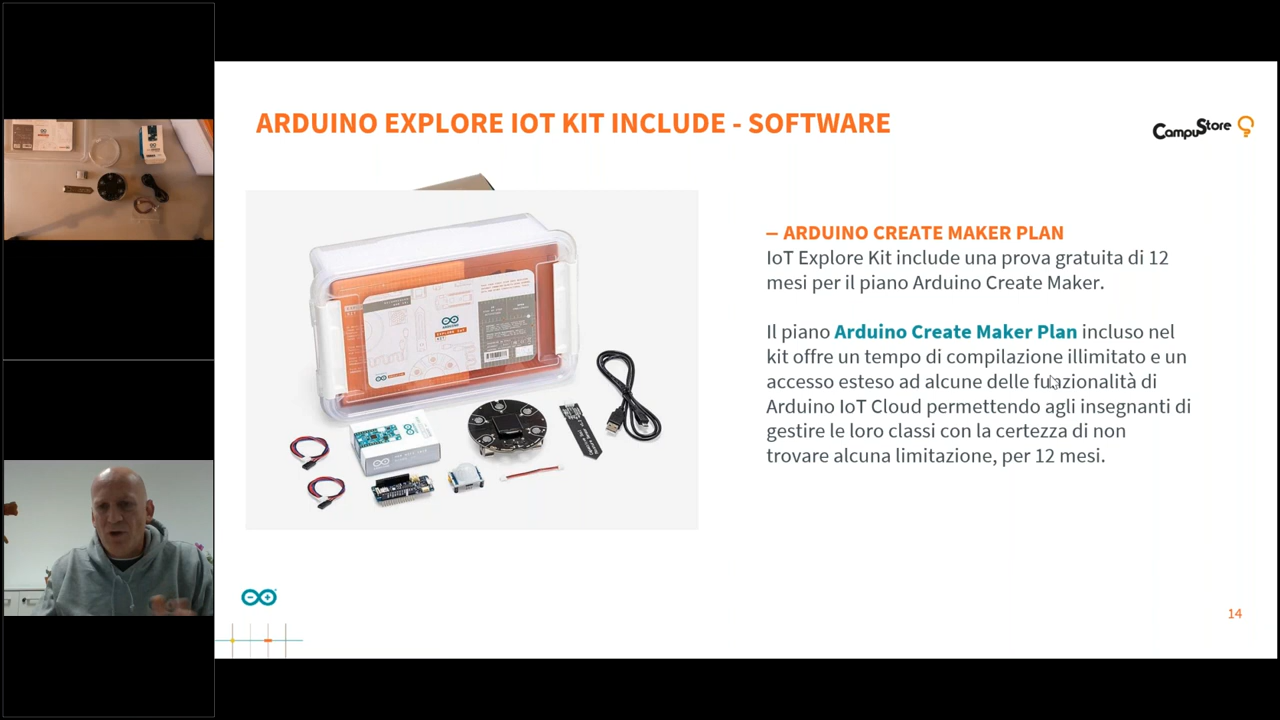 ARDUINO EXPLORE IOT KIT INCLUDE - SOFTWARE
CampuStore
– ARDUINO CREATE MAKER PLAN
IoT Explore Kit include una prova gratuita di 12
mesi per il piano Arduino Create Maker.
Il piano Arduino Create Maker Plan incluso nel
kit offre un tempo di compilazione illimitato e un
accesso esteso ad alcune delle funzionalità di
Arduino IoT Cloud permettendo agli insegnanti di
gestire le loro classi con la certezza di non
trovare alcuna limitazione, per 12 mesi.
14